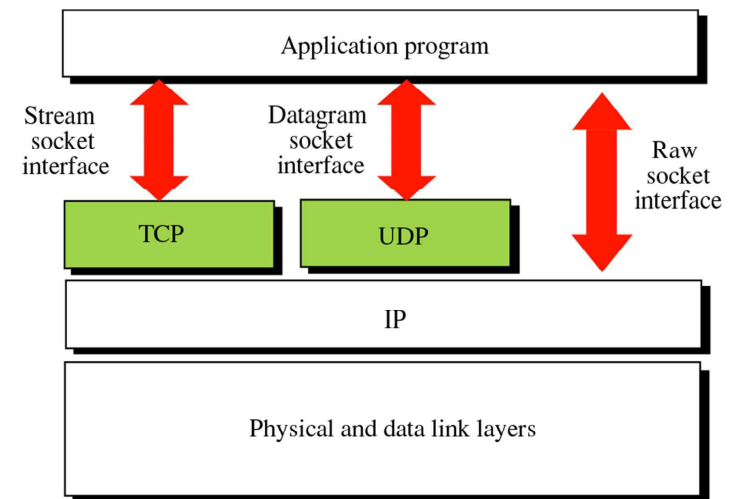 Application program
Stream
socket
interface
Datagram
socket
interface
Raw
socket
interface
TCP
UDP
IP
Physical and data link layers